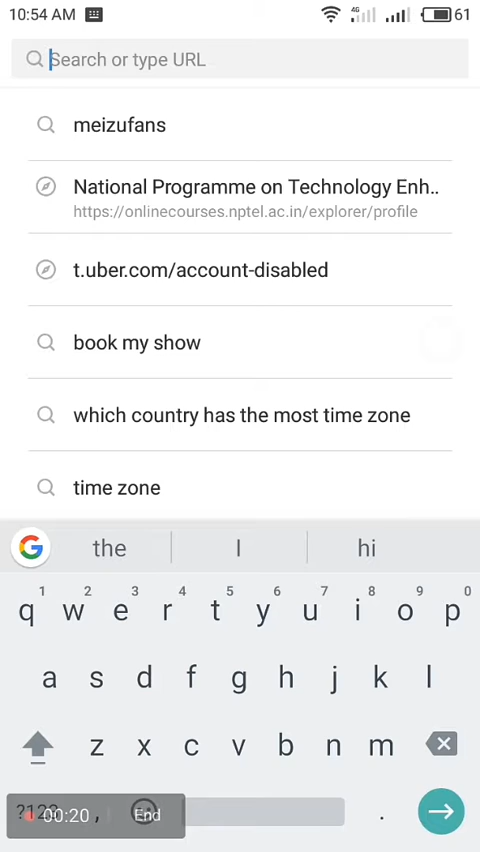 10:54 AM 4G 61
Search or type URL
meizufans
National Programme on Technology Enh..
https://onlinecourses.nptel.ac.in/explorer/profile
t.uber.com/account-disabled
book my show
which country has the most time zone
time zone
G the I hi
1 2 3 4 5 6 7 8 9 0
q w e r t y u i o p
a s d f g h j k l
z x c v b n m
?123 , .
00:20 End